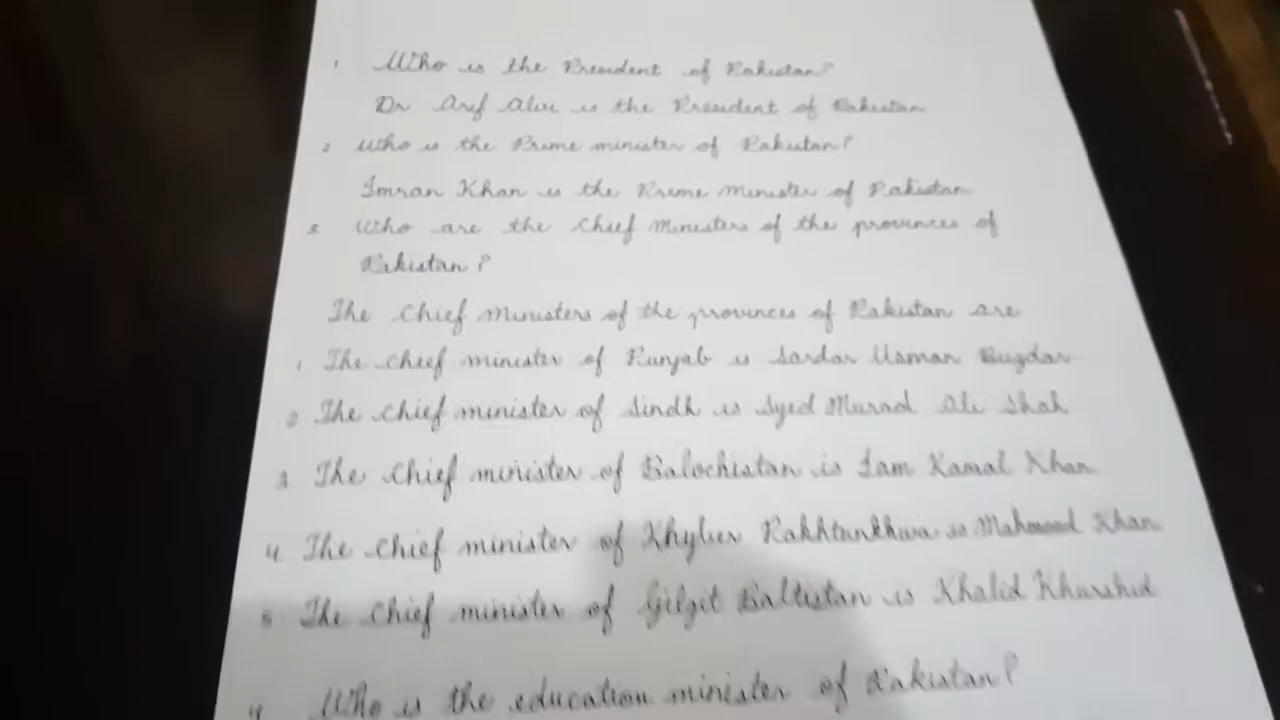 1 Who is the President of Pakistan?
Dr Arif Alvi is the President of Pakistan
2 Who is the Prime minister of Pakistan?
Imran Khan is the Prime Minister of Pakistan
3 Who are the Chief Ministers of the provinces of
Pakistan?
The Chief Ministers of the provinces of Pakistan are
1 The Chief minister of Punjab is Sardar Usman Bugdar
2 The Chief minister of Sindh is Syed Murad Ali Shah
3 The Chief minister of Balochistan is Jam Kamal Khan
4 The Chief minister of Khyber Pakhtunkhwa is Mahmood Khan
5 The Chief minister of Gilgit Baltistan is Khalid Khurshid
4 Who is the education minister of Pakistan?